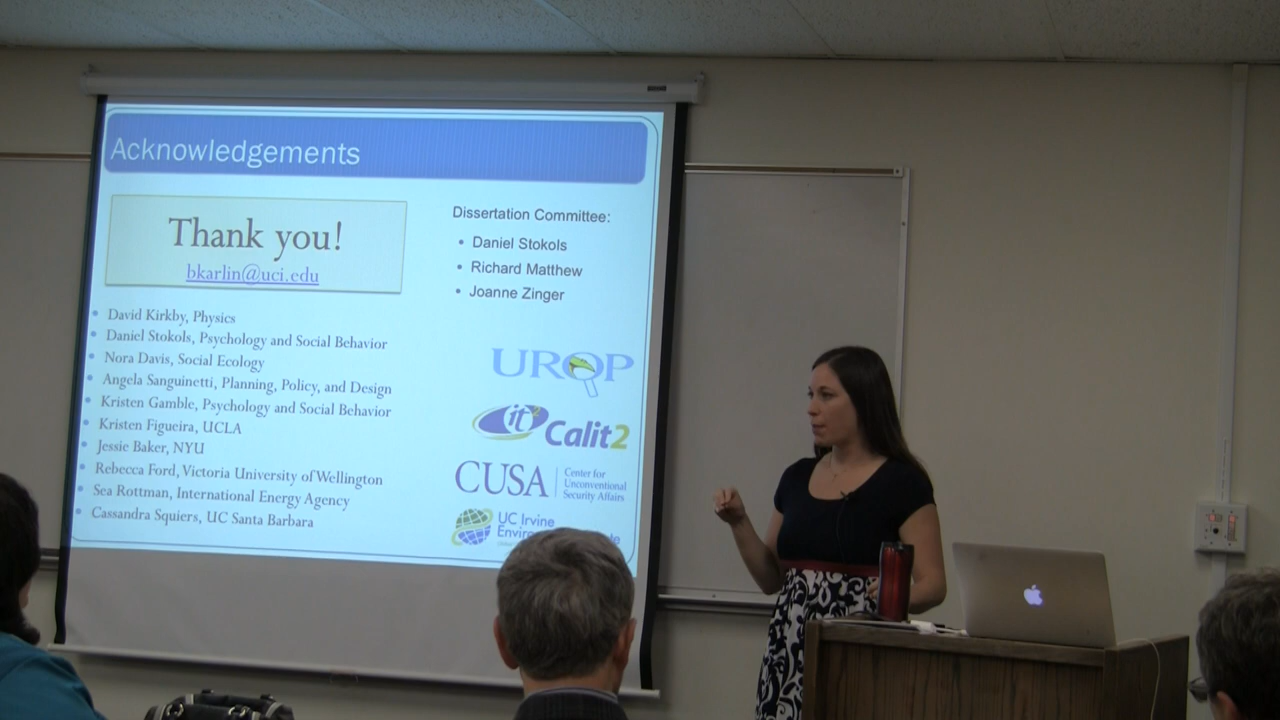 Acknowledgements
Thank you!
bkarlin@uci.edu
David Kirkby, Physics
Daniel Stokols, Psychology and Social Behavior
Nora Davis, Social Ecology
Angela Sanguinetti, Planning, Policy, and Design
Kristen Gamble, Psychology and Social Behavior
Kristen Figueira, UCLA
Jessie Baker, NYU
Rebecca Ford, Victoria University of Wellington
Sea Rottman, International Energy Agency
Cassandra Squiers, UC Santa Barbara
Dissertation Committee:
• Daniel Stokols
• Richard Matthew
• Joanne Zinger
UROP
it² Calit2
CUSA
Center for
Unconventional
Security Affairs
UC Irvine